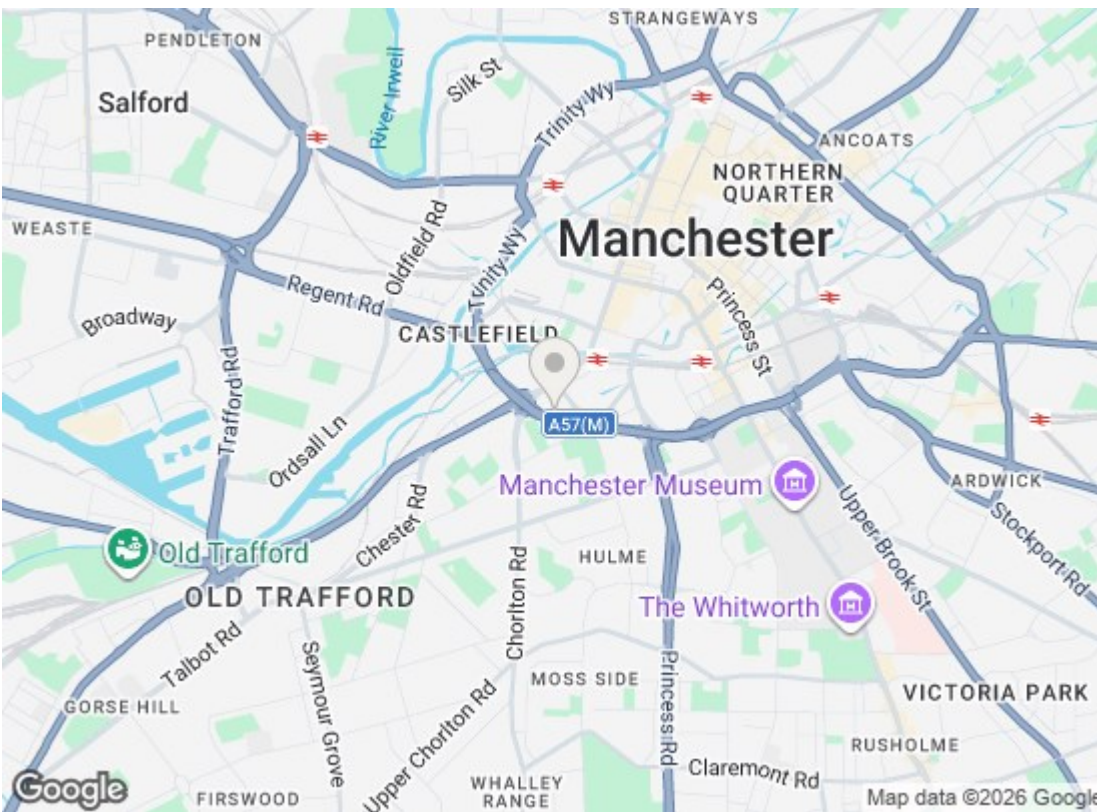 STRANGEWAYS
PENDLETON
Silk St
River Irwell
Salford
Trinity Wy
ANCOATS
NORTHERN
QUARTER
WEASTE
Oldfield Rd
Manchester
Trinity Wy
Regent Rd
Princess St
Broadway
CASTLEFIELD
Trafford Rd
A57(M)
Ordsall Ln
Manchester Museum
ARDWICK
Chester Rd
Upper Brook St
Stockport Rd
Old Trafford
HULME
OLD TRAFFORD
Chorlton Rd
The Whitworth
Talbot Rd
Seymour Grove
MOSS SIDE
Princess Rd
VICTORIA PARK
GORSE HILL
Upper Chorlton Rd
RUSHOLME
Claremont Rd
Google
FIRSWOOD
WHALLEY
RANGE
Map data ©2026 Google